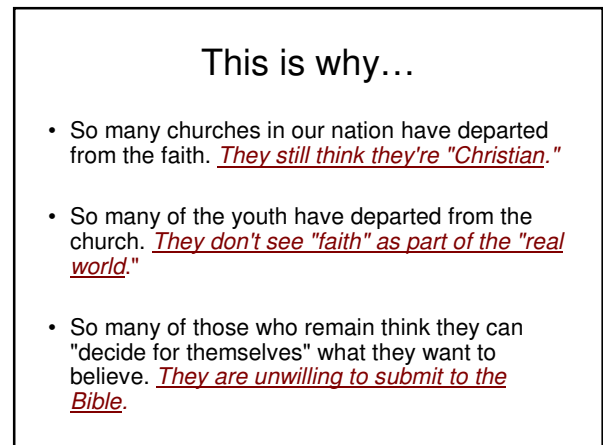 This is why…
• So many churches in our nation have departed
from the faith. They still think they're "Christian."
• So many of the youth have departed from the
church. They don't see "faith" as part of the "real
world."
• So many of those who remain think they can
"decide for themselves" what they want to
believe. They are unwilling to submit to the
Bible.